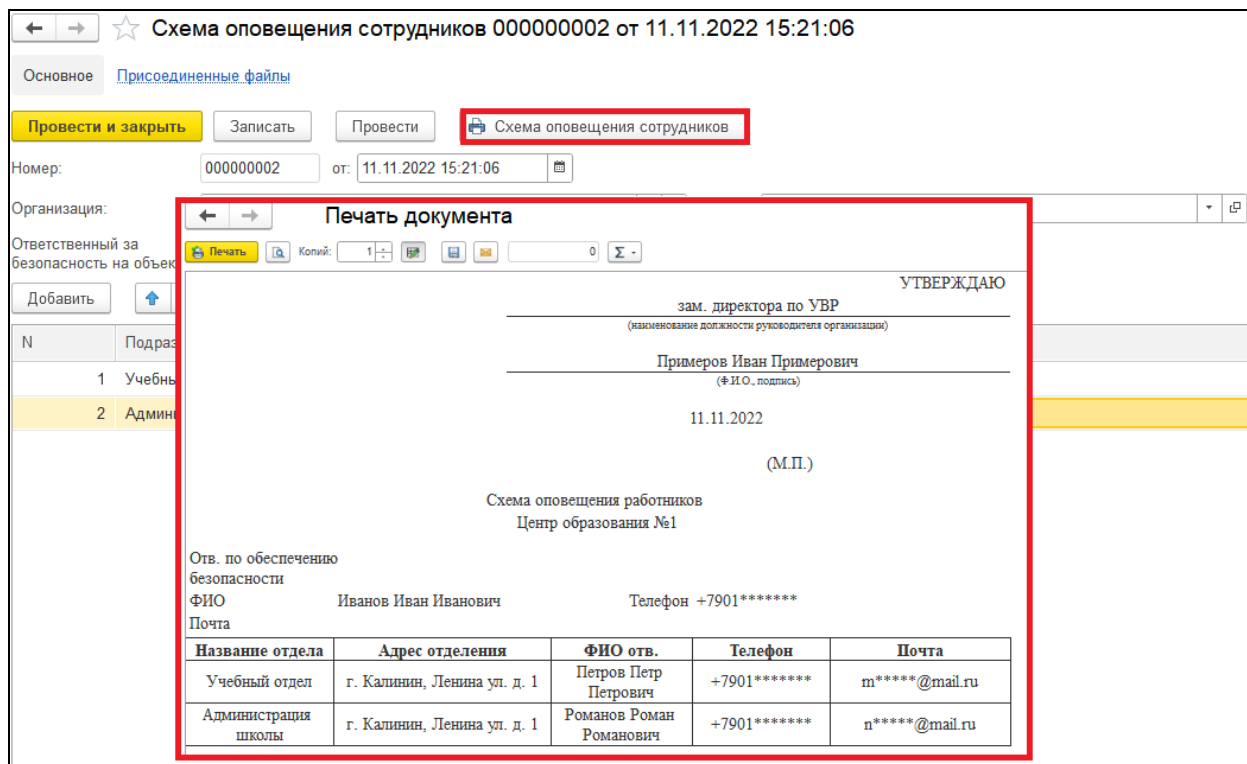 Схема оповещения сотрудников 000000002 от 11.11.2022 15:21:06
Основное Присоединенные файлы
Провести и закрыть Записать Провести Схема оповещения сотрудников
Номер: 000000002 от: 11.11.2022 15:21:06
Организация:
Ответственный за
безопасность на объек
Добавить
N Подраз
1 Учебнь
2 Админи
Печать документа
Печать Копий: 1 0 Σ
УТВЕРЖДАЮ
зам. директора по УВР
(наименование должности руководителя организации)
Примеров Иван Примерович
(Ф.И.О., подпись)
11.11.2022
(М.П.)
Схема оповещения работников
Центр образования №1
Отв. по обеспечению
безопасности
ФИО Иванов Иван Иванович Телефон +7901*******
Почта
Название отдела Адрес отделения ФИО отв. Телефон Почта
Учебный отдел г. Калинин, Ленина ул. д. 1 Петров Петр Петрович +7901******* m*****@mail.ru
Администрация школы г. Калинин, Ленина ул. д. 1 Романов Роман Романович +7901******* n*****@mail.ru